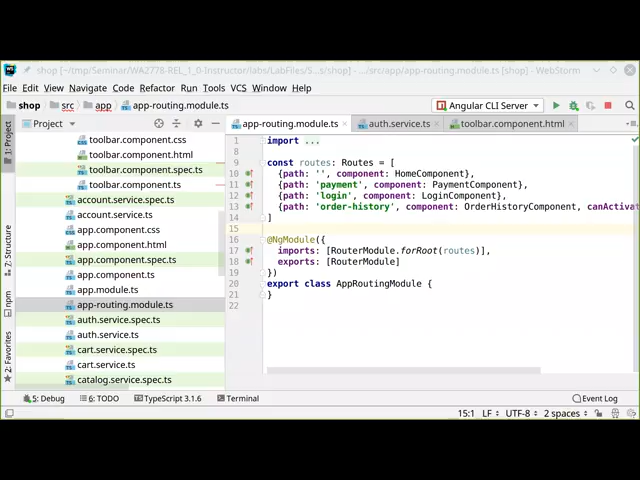 shop [~/tmp/Seminar/WA2778-REL_1_0-Instructor/labs/LabFiles/S...s/shop] - .../src/app/app-routing.module.ts [shop] - WebStorm
File Edit View Navigate Code Refactor Run Tools VCS Window Help
shop src app app-routing.module.ts Angular CLI Server
Project app-routing.module.ts auth.service.ts toolbar.component.html
1: Project
Z: Structure
npm
2: Favorites
toolbar.component.css
toolbar.component.html
toolbar.component.spec.ts
toolbar.component.ts
account.service.spec.ts
account.service.ts
app.component.css
app.component.html
app.component.spec.ts
app.component.ts
app.module.ts
app-routing.module.ts
auth.service.spec.ts
auth.service.ts
cart.service.spec.ts
cart.service.ts
catalog.service.spec.ts
1 import ...
8
9 const routes: Routes = [
10 {path: '', component: HomeComponent},
11 {path: 'payment', component: PaymentComponent},
12 {path: 'login', component: LoginComponent},
13 {path: 'order-history', component: OrderHistoryComponent, canActivat
14 ]
15
16 @NgModule({
17 imports: [RouterModule.forRoot(routes)],
18 exports: [RouterModule]
19 })
20 export class AppRoutingModule {
21 }
22
5: Debug 6: TODO TypeScript 3.1.6 Terminal Event Log
15:1 LF UTF-8 2 spaces